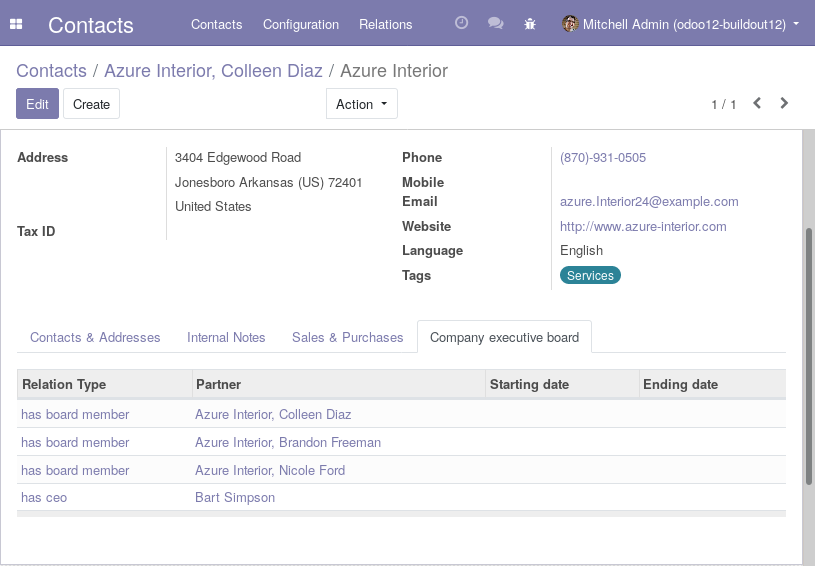 Contacts Contacts Configuration Relations Mitchell Admin (odoo12-buildout12)
Contacts / Azure Interior, Colleen Diaz / Azure Interior
Edit Create Action 1 / 1
Address 3404 Edgewood Road Phone (870)-931-0505
Jonesboro Arkansas (US) 72401 Mobile
United States Email azure.Interior24@example.com
Tax ID Website http://www.azure-interior.com
Language English
Tags Services
Contacts & Addresses Internal Notes Sales & Purchases Company executive board
Relation Type Partner Starting date Ending date
has board member Azure Interior, Colleen Diaz
has board member Azure Interior, Brandon Freeman
has board member Azure Interior, Nicole Ford
has ceo Bart Simpson